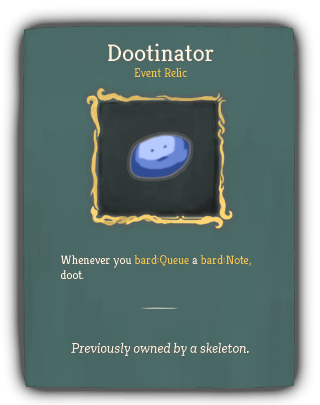 Dootinator
Event Relic
Whenever you bard:Queue a bard:Note,
doot.
Previously owned by a skeleton.